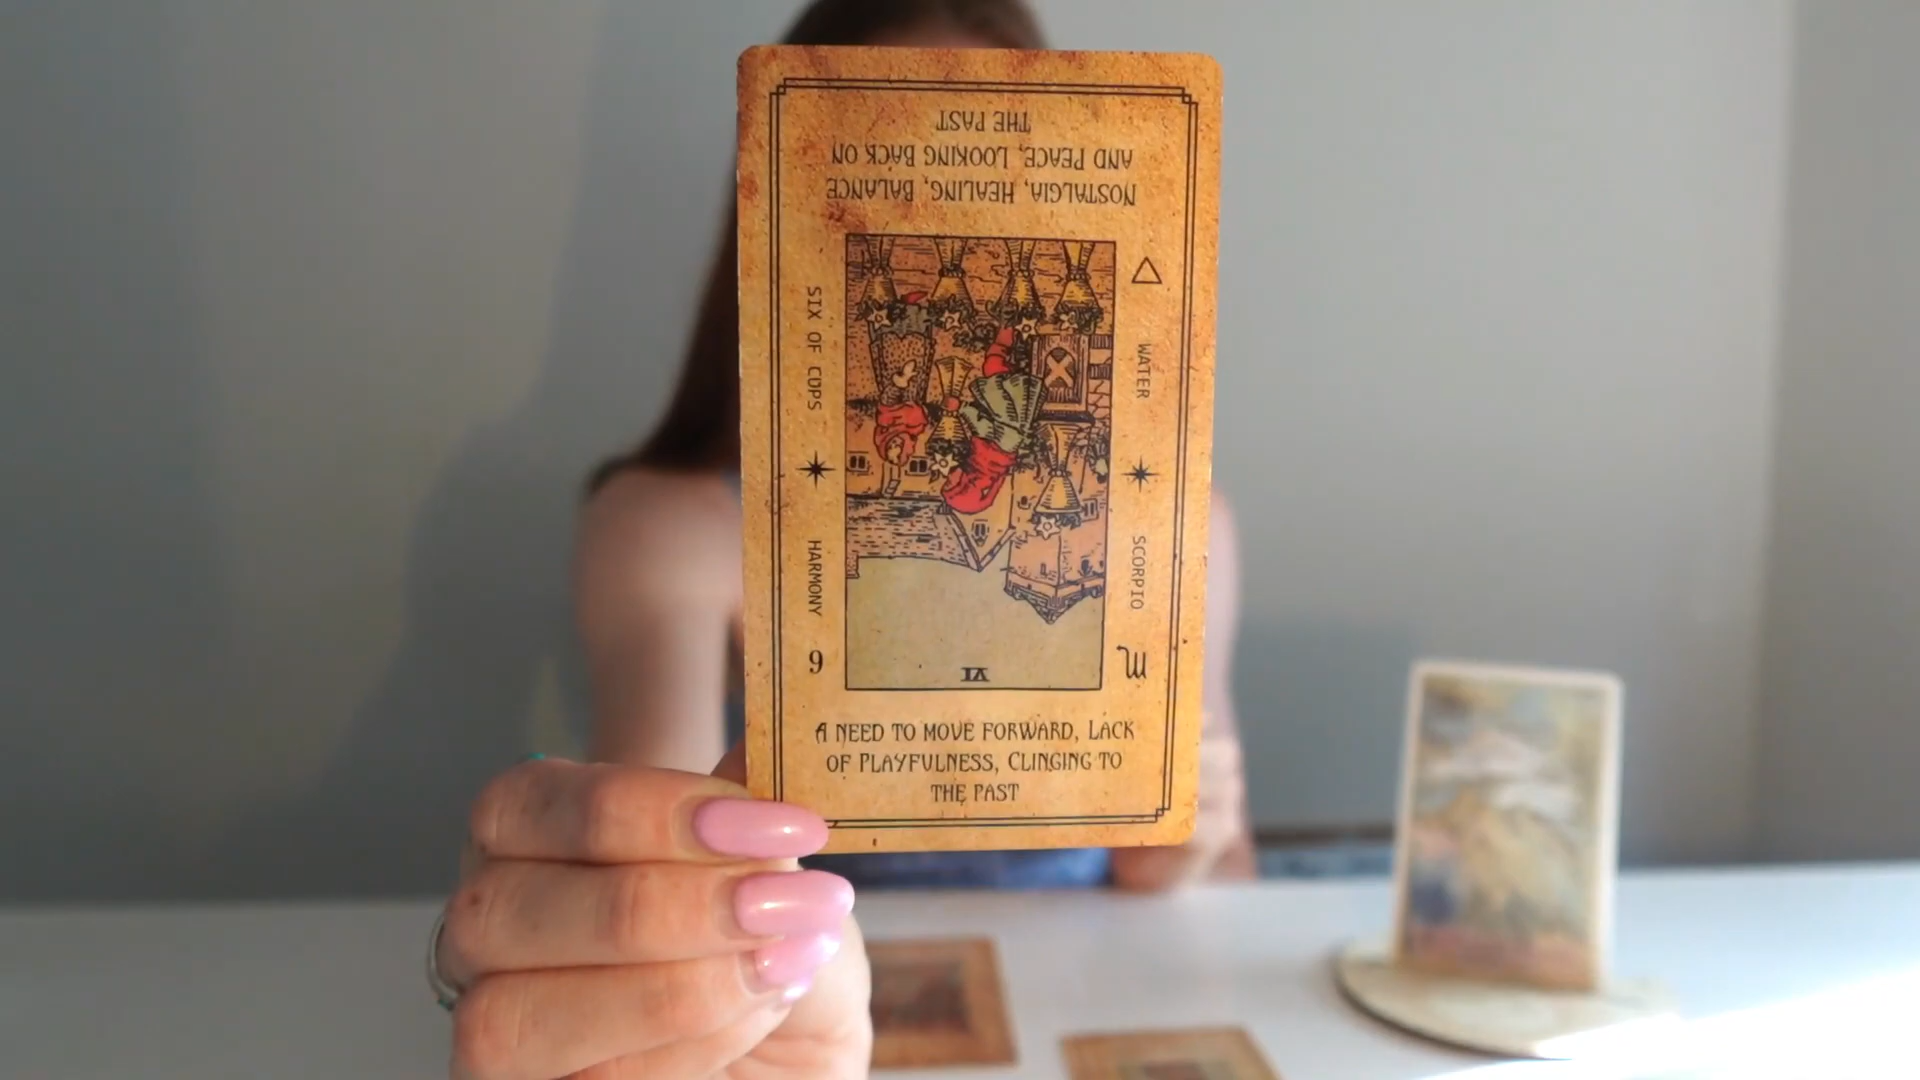 NOSTALGIA, HEALING, BALANCE
AND PEACE, LOOKING BACK ON
THE PAST
SIX OF CUPS
HARMONY
6
WATER
SCORPIO
VI
A NEED TO MOVE FORWARD, LACK
OF PLAYFULNESS, CLINGING TO
THE PAST